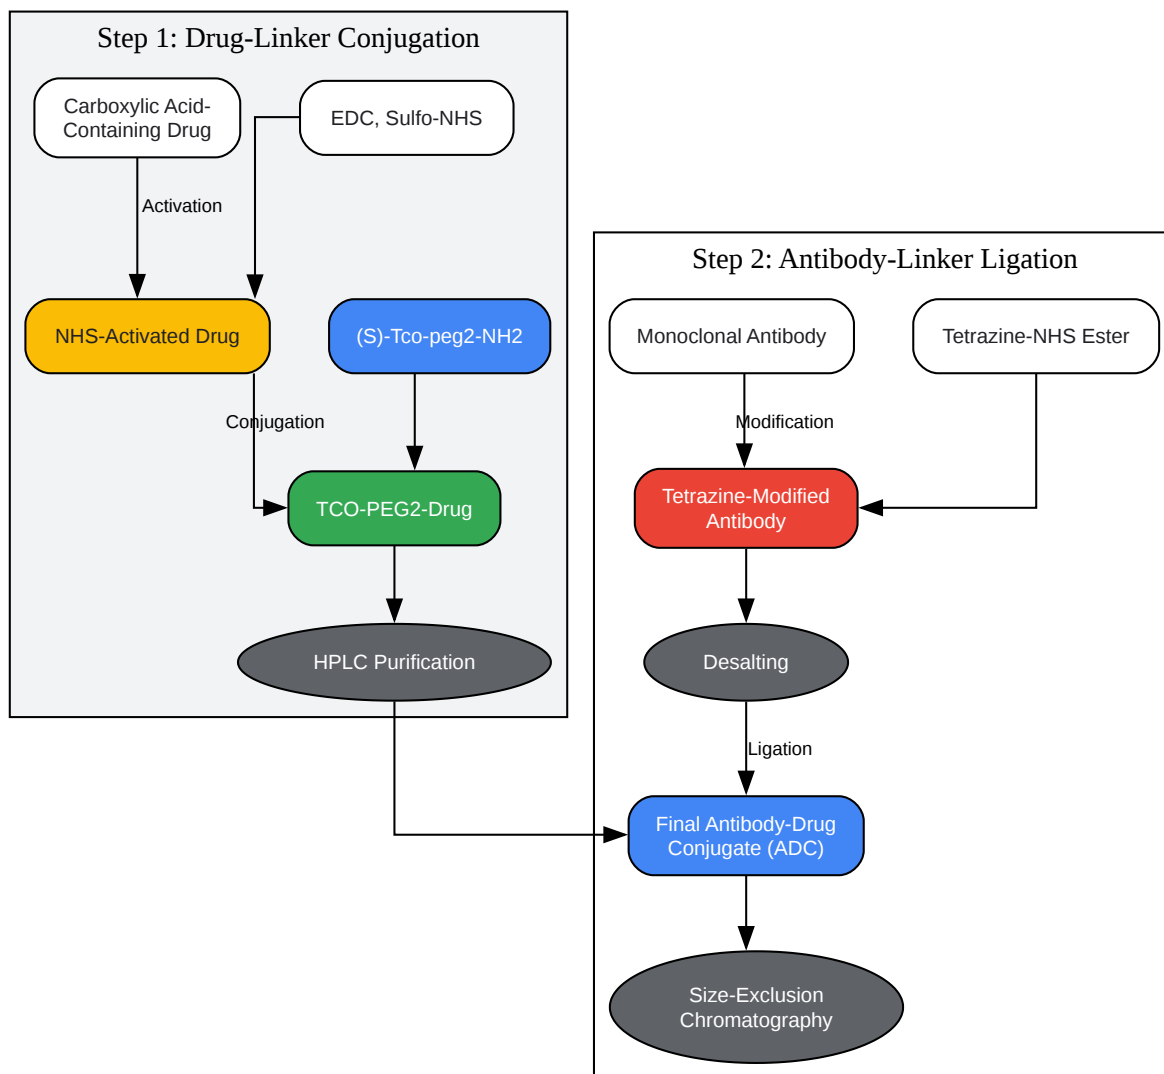 Step 1: Drug-Linker Conjugation
Carboxylic Acid-
Containing Drug
EDC, Sulfo-NHS
Activation
NHS-Activated Drug
(S)-Tco-peg2-NH2
Conjugation
TCO-PEG2-Drug
HPLC Purification
Step 2: Antibody-Linker Ligation
Monoclonal Antibody
Tetrazine-NHS Ester
Modification
Tetrazine-Modified
Antibody
Desalting
Ligation
Final Antibody-Drug
Conjugate (ADC)
Size-Exclusion
Chromatography